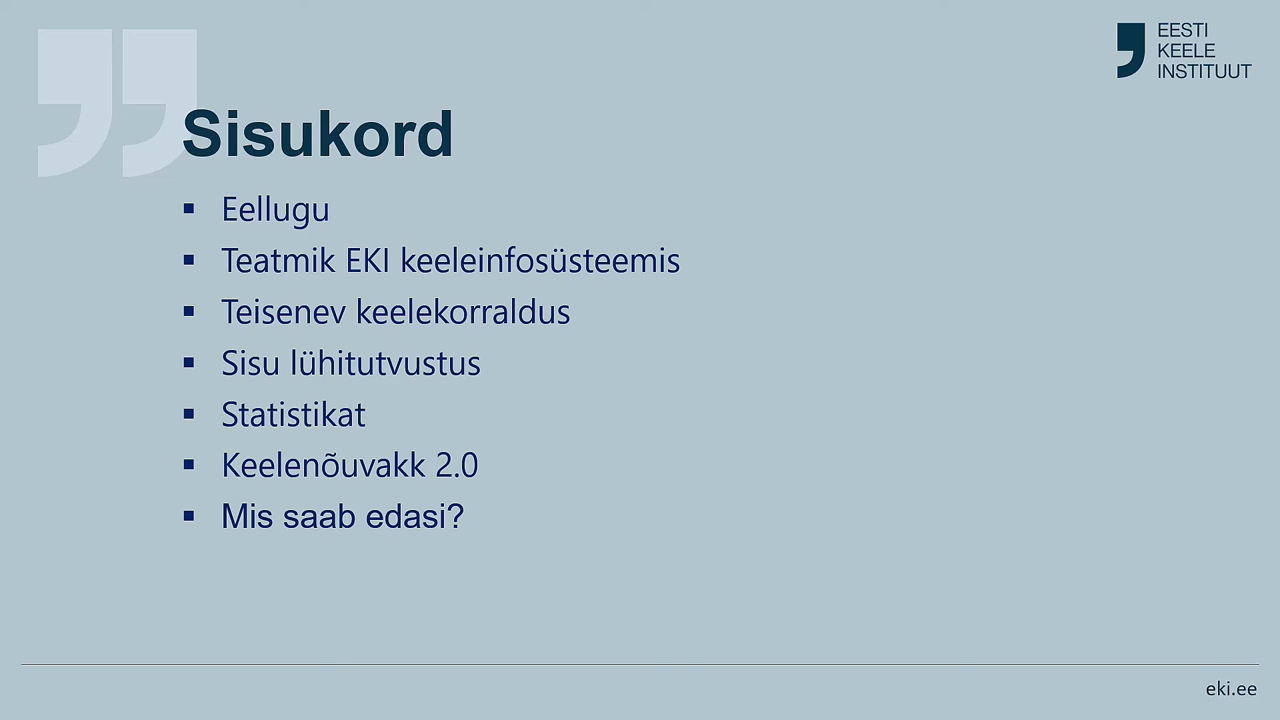 EESTI
KEELE
INSTITUUT
Sisukord
▪ Eellugu
▪ Teatmik EKI keeleinfosüsteemis
▪ Teisenev keelekorraldus
▪ Sisu lühitutvustus
▪ Statistikat
▪ Keelenõuvakk 2.0
▪ Mis saab edasi?
eki.ee